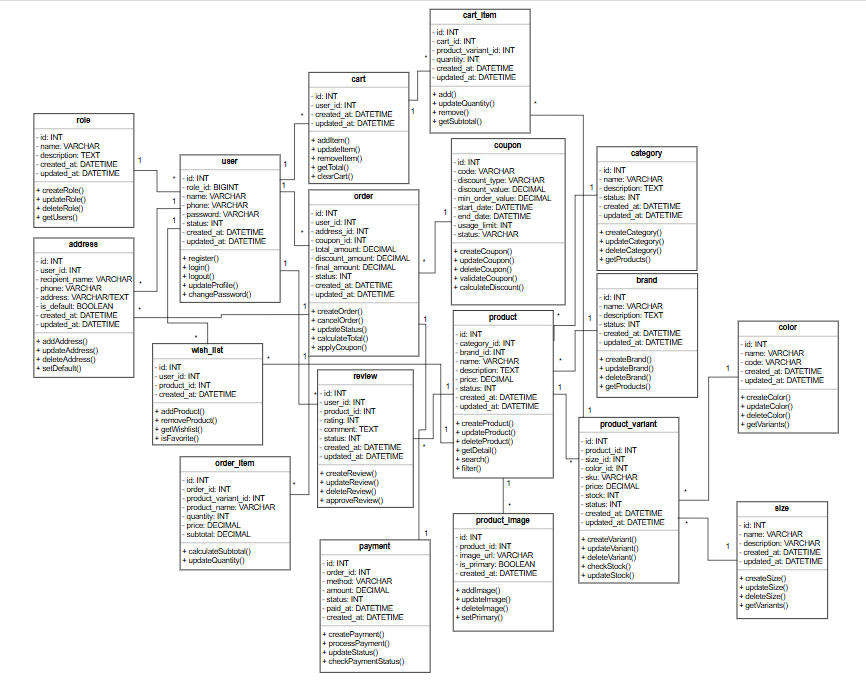 cart_item
- id: INT
- cart_id: INT
- product_variant_id: INT
- quantity: INT
- created_at: DATETIME
- updated_at: DATETIME
+ add()
+ updateQuantity()
+ remove()
+ getSubtotal()
cart
- id: INT
- user_id: INT
- created_at: DATETIME
- updated_at: DATETIME
+ addItem()
+ updateItem()
+ removeItem()
+ getTotal()
+ clearCart()
role
- id: INT
- name: VARCHAR
- description: TEXT
- created_at: DATETIME
- updated_at: DATETIME
+ createRole()
+ updateRole()
+ deleteRole()
+ getUsers()
user
- id: INT
- role_id: BIGINT
- name: VARCHAR
- phone: VARCHAR
- password: VARCHAR
- status: INT
- created_at: DATETIME
- updated_at: DATETIME
+ register()
+ login()
+ logout()
+ updateProfile()
+ changePassword()
order
- id: INT
- user_id: INT
- address_id: INT
- coupon_id: INT
- total_amount: DECIMAL
- discount_amount: DECIMAL
- final_amount: DECIMAL
- status: INT
- created_at: DATETIME
- updated_at: DATETIME
+ createOrder()
+ cancelOrder()
+ updateStatus()
+ calculateTotal()
+ applyCoupon()
coupon
- id: INT
- code: VARCHAR
- discount_type: VARCHAR
- discount_value: DECIMAL
- min_order_value: DECIMAL
- start_date: DATETIME
- end_date: DATETIME
- usage_limit: INT
- status: VARCHAR
+ createCoupon()
+ updateCoupon()
+ deleteCoupon()
+ validateCoupon()
+ calculateDiscount()
category
- id: INT
- name: VARCHAR
- description: TEXT
- status: INT
- created_at: DATETIME
- updated_at: DATETIME
+ createCategory()
+ updateCategory()
+ deleteCategory()
+ getProducts()
address
- id: INT
- user_id: INT
- recipient_name: VARCHAR
- phone: VARCHAR
- address: VARCHAR/TEXT
- is_default: BOOLEAN
- created_at: DATETIME
- updated_at: DATETIME
+ addAddress()
+ updateAddress()
+ deleteAddress()
+ setDefault()
brand
- id: INT
- name: VARCHAR
- description: TEXT
- status: INT
- created_at: DATETIME
- updated_at: DATETIME
+ createBrand()
+ updateBrand()
+ deleteBrand()
+ getProducts()
product
- id: INT
- category_id: INT
- brand_id: INT
- name: VARCHAR
- description: TEXT
- price: DECIMAL
- status: INT
- created_at: DATETIME
- updated_at: DATETIME
+ createProduct()
+ updateProduct()
+ deleteProduct()
+ getDetail()
+ search()
+ filter()
color
- id: INT
- name: VARCHAR
- code: VARCHAR
- created_at: DATETIME
- updated_at: DATETIME
+ createColor()
+ updateColor()
+ deleteColor()
+ getVariants()
wish_list
- id: INT
- user_id: INT
- product_id: INT
- created_at: DATETIME
+ addProduct()
+ removeProduct()
+ getWishlist()
+ isFavorite()
review
- id: INT
- user_id: INT
- product_id: INT
- rating: INT
- comment: TEXT
- status: INT
- created_at: DATETIME
- updated_at: DATETIME
+ createReview()
+ updateReview()
+ deleteReview()
+ approveReview()
product_variant
- id: INT
- product_id: INT
- size_id: INT
- color_id: INT
- sku: VARCHAR
- price: DECIMAL
- stock: INT
- status: INT
- created_at: DATETIME
- updated_at: DATETIME
+ createVariant()
+ updateVariant()
+ deleteVariant()
+ checkStock()
+ updateStock()
order_item
- id: INT
- order_id: INT
- product_variant_id: INT
- product_name: VARCHAR
- quantity: INT
- price: DECIMAL
- subtotal: DECIMAL
+ calculateSubtotal()
+ updateQuantity()
size
- id: INT
- name: VARCHAR
- description: VARCHAR
- created_at: DATETIME
- updated_at: DATETIME
+ createSize()
+ updateSize()
+ deleteSize()
+ getVariants()
product_image
- id: INT
- product_id: INT
- image_url: VARCHAR
- is_primary: BOOLEAN
- created_at: DATETIME
+ addImage()
+ updateImage()
+ deleteImage()
+ setPrimary()
payment
- id: INT
- order_id: INT
- method: VARCHAR
- amount: DECIMAL
- status: INT
- paid_at: DATETIME
- created_at: DATETIME
+ createPayment()
+ processPayment()
+ updateStatus()
+ checkPaymentStatus()